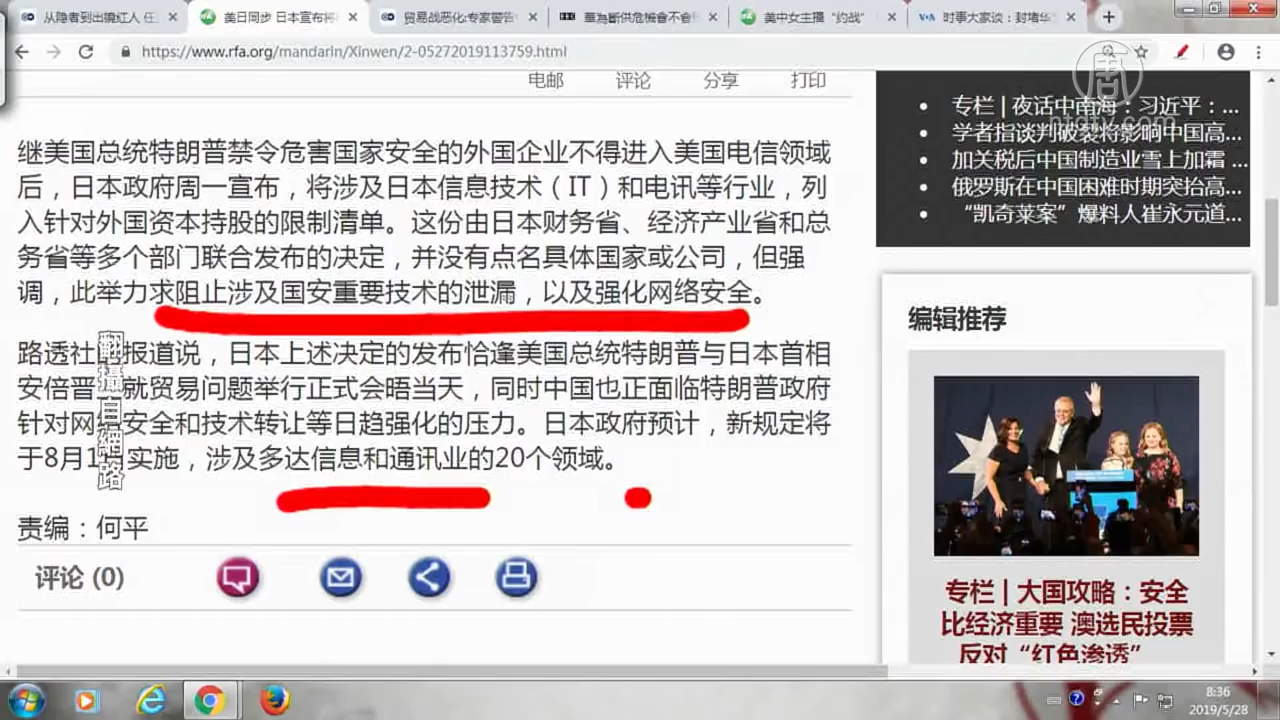 从隐者到出境红人 任
美日同步 日本宣布将
贸易战恶化:专家警告
華為斷供危機會不會
美中女主播“约战”
时事大家谈：封堵华
https://www.rfa.org/mandarin/Xinwen/2-05272019113759.html
电邮 评论 分享 打印
继美国总统特朗普禁令危害国家安全的外国企业不得进入美国电信领域
后，日本政府周一宣布，将涉及日本信息技术（IT）和电讯等行业，列
入针对外国资本持股的限制清单。这份由日本财务省、经济产业省和总
务省等多个部门联合发布的决定，并没有点名具体国家或公司，但强
调，此举力求阻止涉及国安重要技术的泄漏，以及强化网络安全。
路透社 报道说，日本上述决定的发布恰逢美国总统特朗普与日本首相
安倍晋 就贸易问题举行正式会晤当天，同时中国也正面临特朗普政府
针对网 安全和技术转让等日趋强化的压力。日本政府预计，新规定将
于8月1 实施，涉及多达信息和通讯业的20个领域。
翻攝自網路
责编：何平
评论 (0)
ntdtv.com
专栏 | 夜话中南海：习近平：...
学者指谈判破裂将影响中国高...
加关税后中国制造业雪上加霜 ...
俄罗斯在中国困难时期突抬高...
“凯奇莱案”爆料人崔永元道...
编辑推荐
专栏 | 大国攻略：安全
比经济重要 澳选民投票
反对“红色渗透”
8:36
2019/5/28